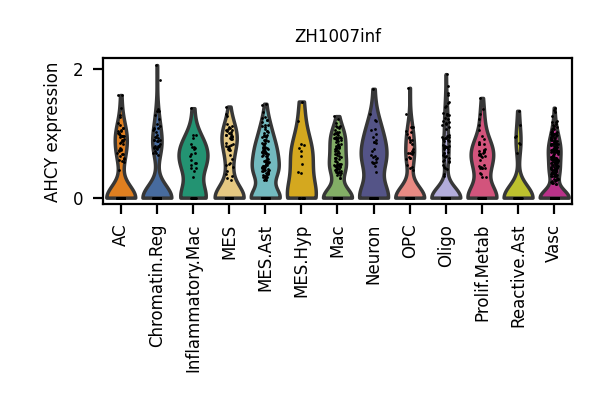 ZH1007inf
AHCY expression
2
0
AC
Chromatin.Reg
Inflammatory.Mac
MES
MES.Ast
MES.Hyp
Mac
Neuron
OPC
Oligo
Prolif.Metab
Reactive.Ast
Vasc